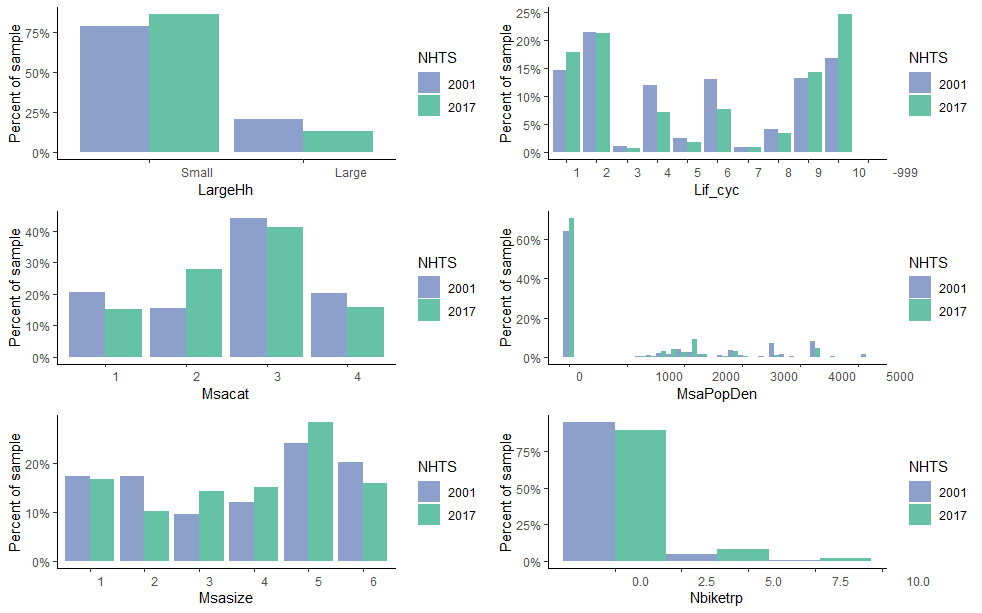 Percent of sample
75%
50%
25%
0%
Small Large
LargeHh
NHTS
2001
2017
Percent of sample
25%
20%
15%
10%
5%
0%
1 2 3 4 5 6 7 8 9 10 -999
Lif_cyc
NHTS
2001
2017
Percent of sample
40%
30%
20%
10%
0%
1 2 3 4
Msacat
NHTS
2001
2017
Percent of sample
60%
40%
20%
0%
0 1000 2000 3000 4000 5000
MsaPopDen
NHTS
2001
2017
Percent of sample
20%
10%
0%
1 2 3 4 5 6
Msasize
NHTS
2001
2017
Percent of sample
75%
50%
25%
0%
0.0 2.5 5.0 7.5 10.0
Nbiketrp
NHTS
2001
2017